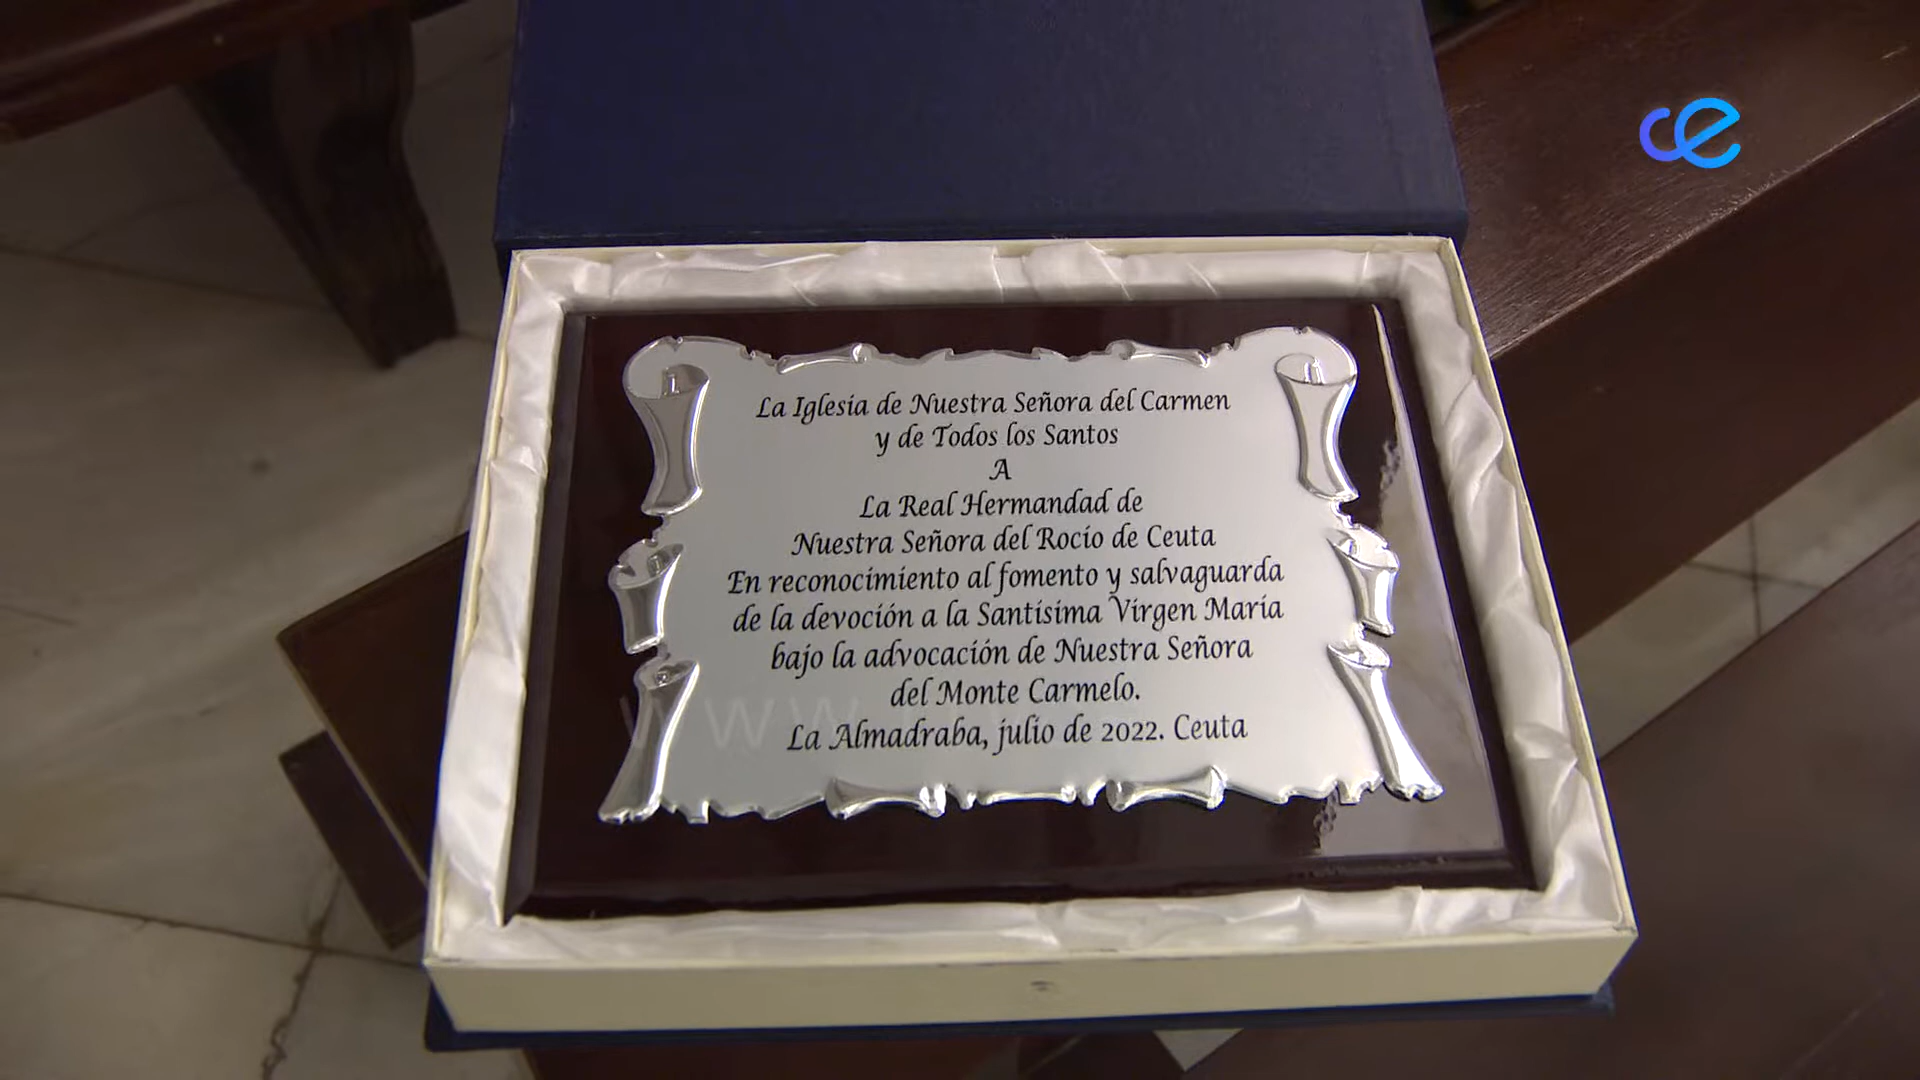 ce
La Iglesia de Nuestra Señora del Carmen
y de Todos los Santos
A
La Real Hermandad de
Nuestra Señora del Rocío de Ceuta
En reconocimiento al fomento y salvaguarda
de la devoción a la Santísima Virgen María
bajo la advocación de Nuestra Señora
del Monte Carmelo.
La Almadraba, julio de 2022. Ceuta